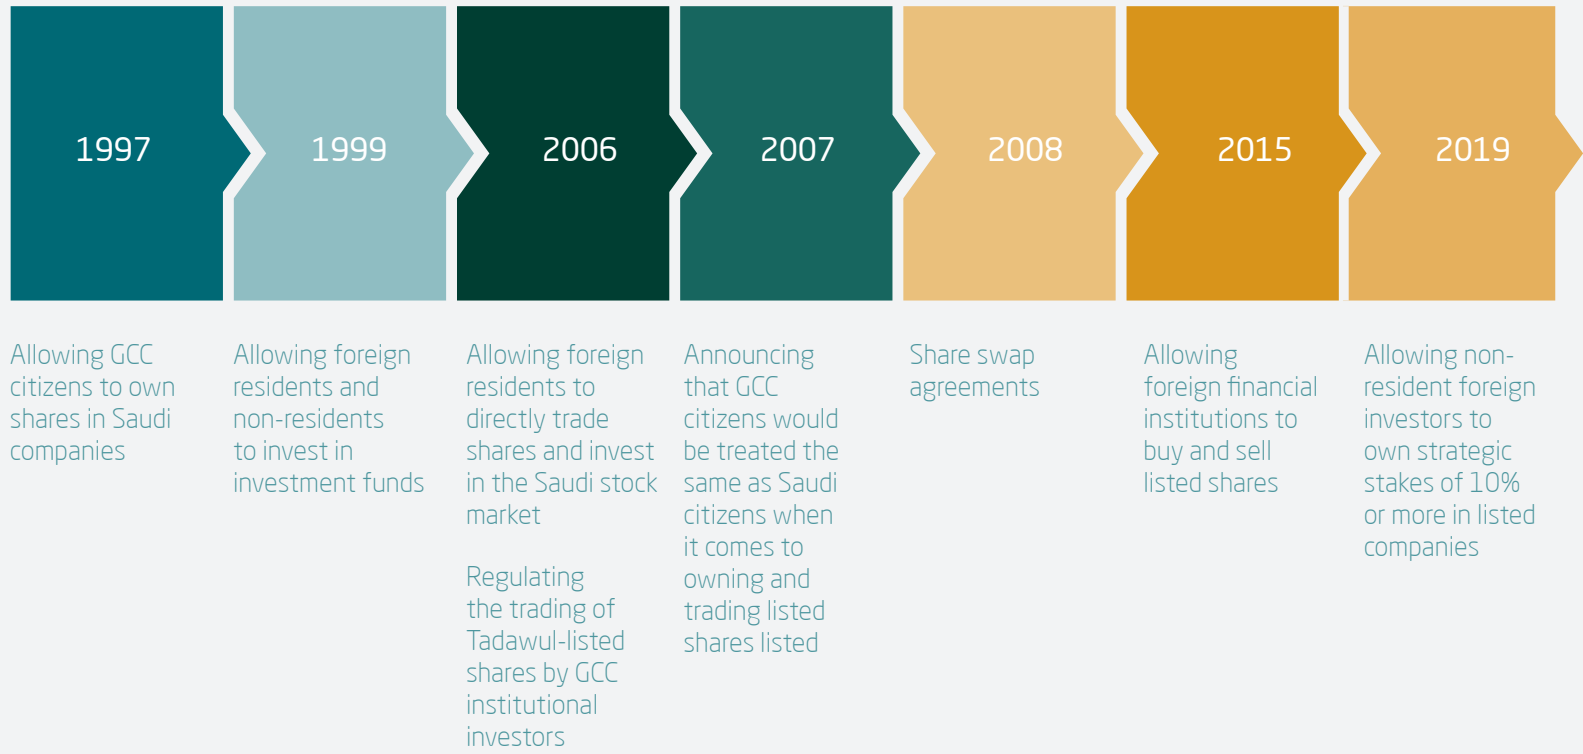 1997
1999
2006
2007
2008
2015
2019
Allowing GCC
citizens to own
shares in Saudi
companies
Allowing foreign
residents and
non-residents
to invest in
investment funds
Allowing foreign
residents to
directly trade
shares and invest
in the Saudi stock
market
Regulating
the trading of
Tadawul-listed
shares by GCC
institutional
investors
Announcing
that GCC
citizens would
be treated the
same as Saudi
citizens when
it comes to
owning and
trading listed
shares listed
Share swap
agreements
Allowing
foreign financial
institutions to
buy and sell
listed shares
Allowing non-
resident foreign
investors to
own strategic
stakes of 10%
or more in listed
companies